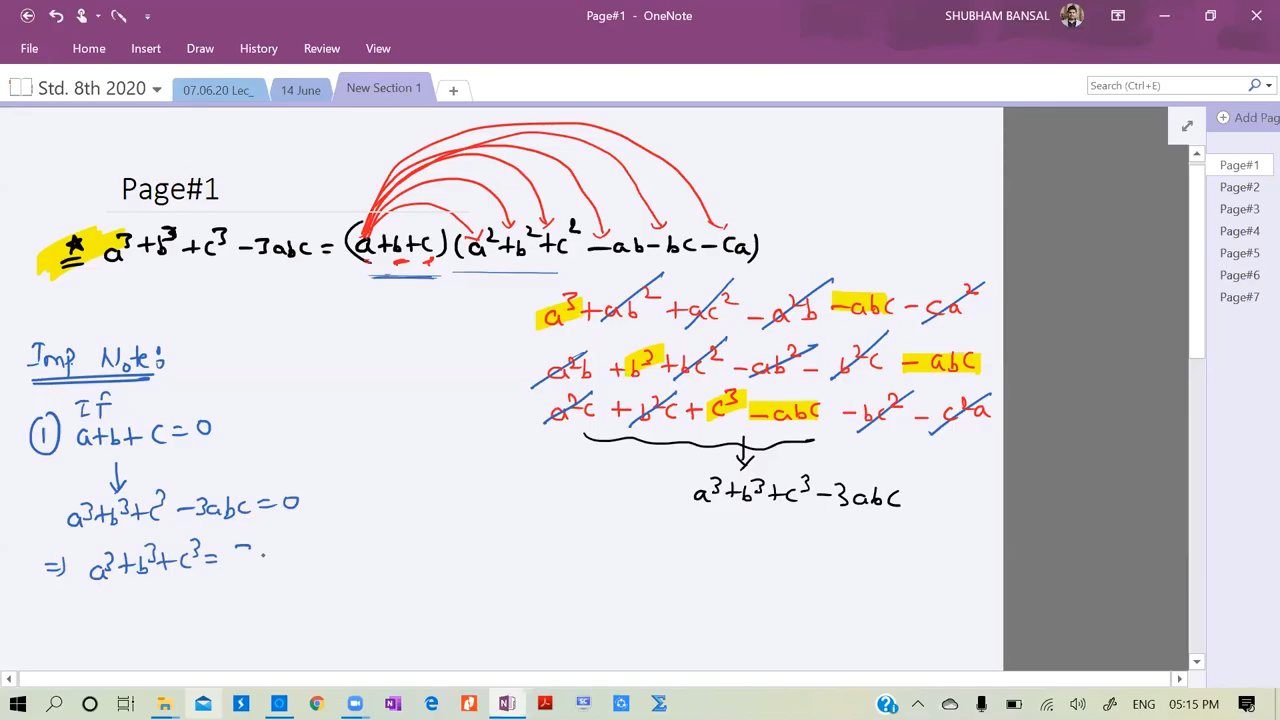 Page#1 - OneNote
SHUBHAM BANSAL
File Home Insert Draw History Review View
Std. 8th 2020
07.06.20 Lec_
14 June
New Section 1
Search (Ctrl+E)
Add Pag
Page#1
Page#2
Page#3
Page#4
Page#5
Page#6
Page#7
Page#1
a³ + b³ + c³ - 3abc = (a + b + c) (a² + b² + c² - ab - bc - ca)
a³ + ab² + ac² - a²b - abc - ca²
a²b + b³ + bc² - ab² - b²c - abc
a²c + b²c + c³ - abc - bc² - c²a
a³ + b³ + c³ - 3abc
Imp Note:
If
① a + b + c = 0
a³ + b³ + c³ - 3abc = 0
⇒ a³ + b³ + c³ =
ENG 05:15 PM